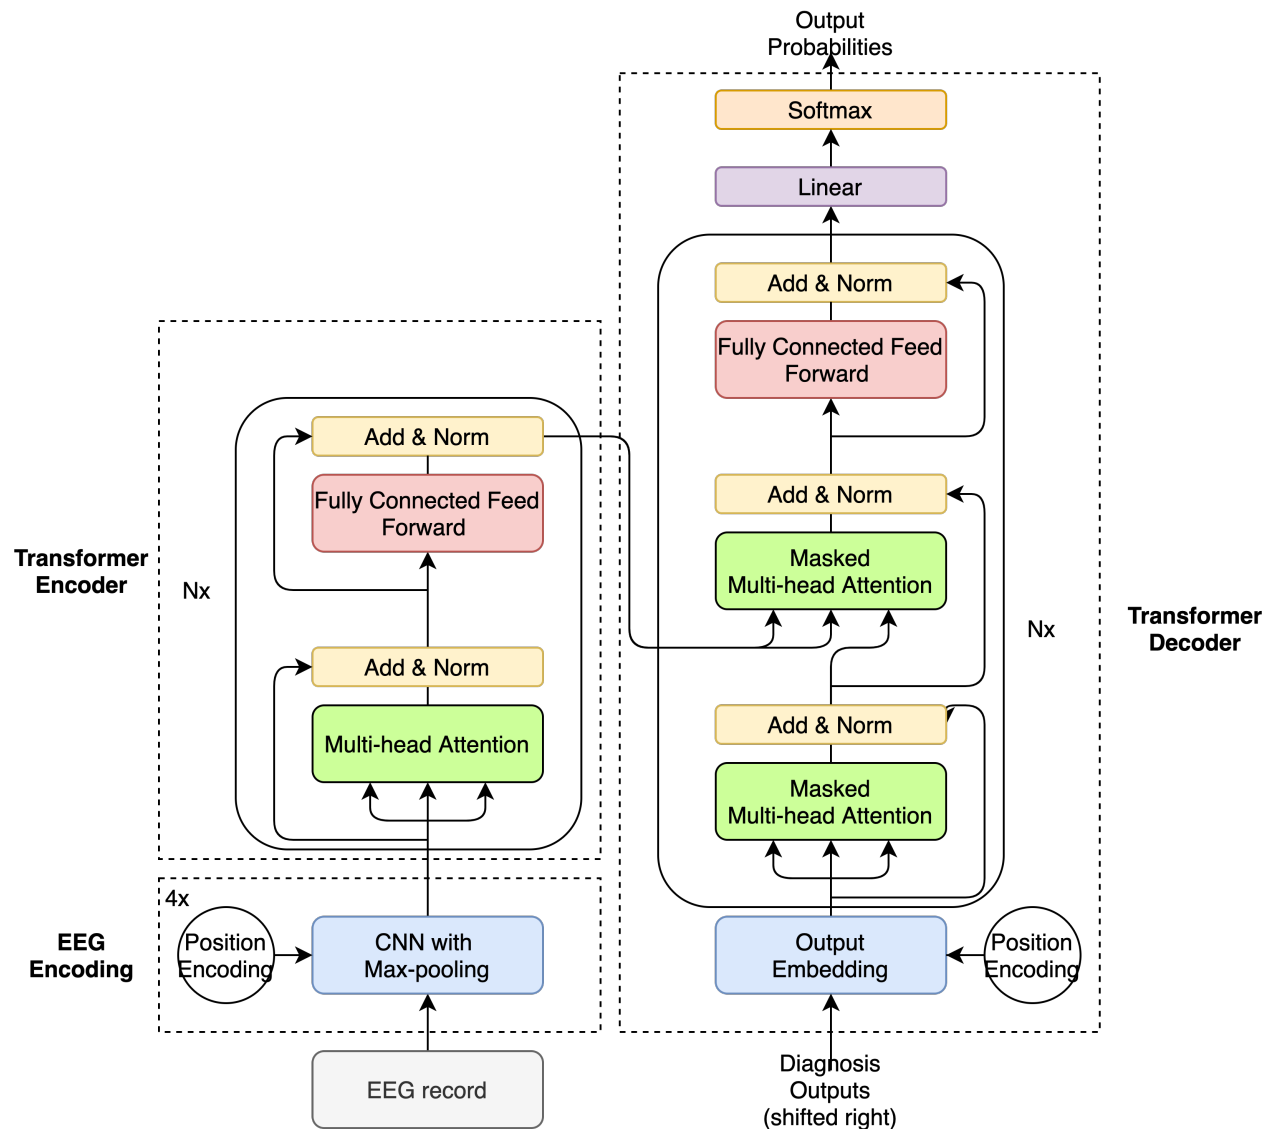 Output
Probabilities
Softmax
Linear
Add & Norm
Fully Connected Feed
Forward
Add & Norm
Masked
Multi-head Attention
Add & Norm
Masked
Multi-head Attention
Nx
Transformer
Decoder
Output
Embedding
Position
Encoding
Diagnosis
Outputs
(shifted right)
Add & Norm
Fully Connected Feed
Forward
Transformer
Encoder
Nx
Add & Norm
Multi-head Attention
4x
Position
Encoding
CNN with
Max-pooling
EEG
Encoding
EEG record